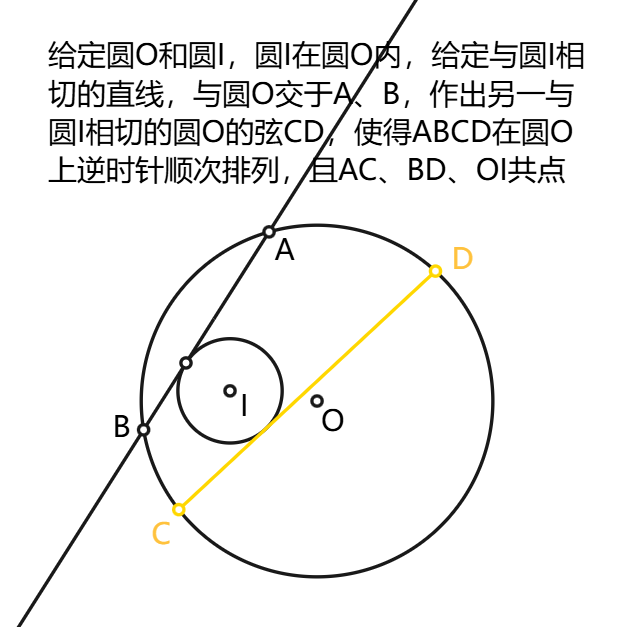 给定圆O和圆I，圆I在圆O内，给定与圆I相
切的直线，与圆O交于A、B，作出另一与
圆I相切的圆O的弦CD，使得ABCD在圆O
上逆时针顺次排列，且AC、BD、OI共点
A
D
I
O
B
C